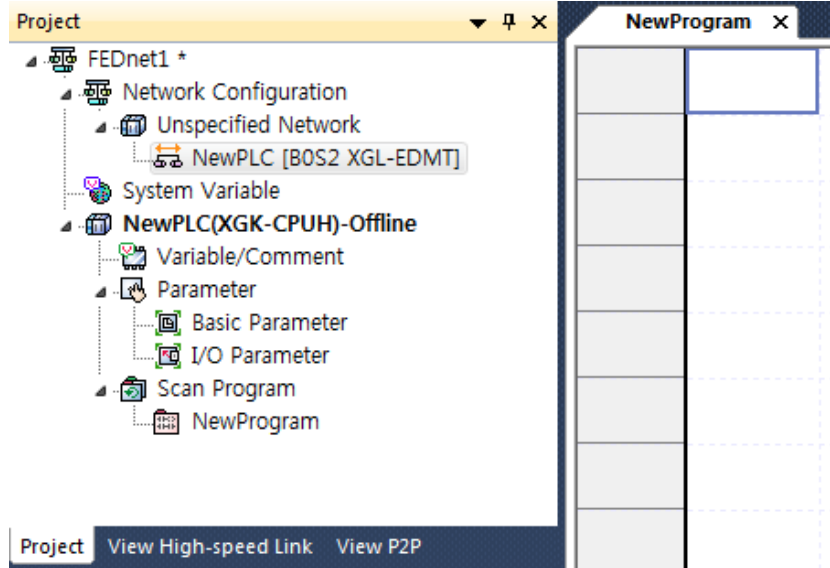 Project
NewProgram
FEDnet1 *
Network Configuration
Unspecified Network
NewPLC [B0S2 XGL-EDMT]
System Variable
NewPLC(XGK-CPUH)-Offline
Variable/Comment
Parameter
Basic Parameter
I/O Parameter
Scan Program
NewProgram
Project View High-speed Link View P2P